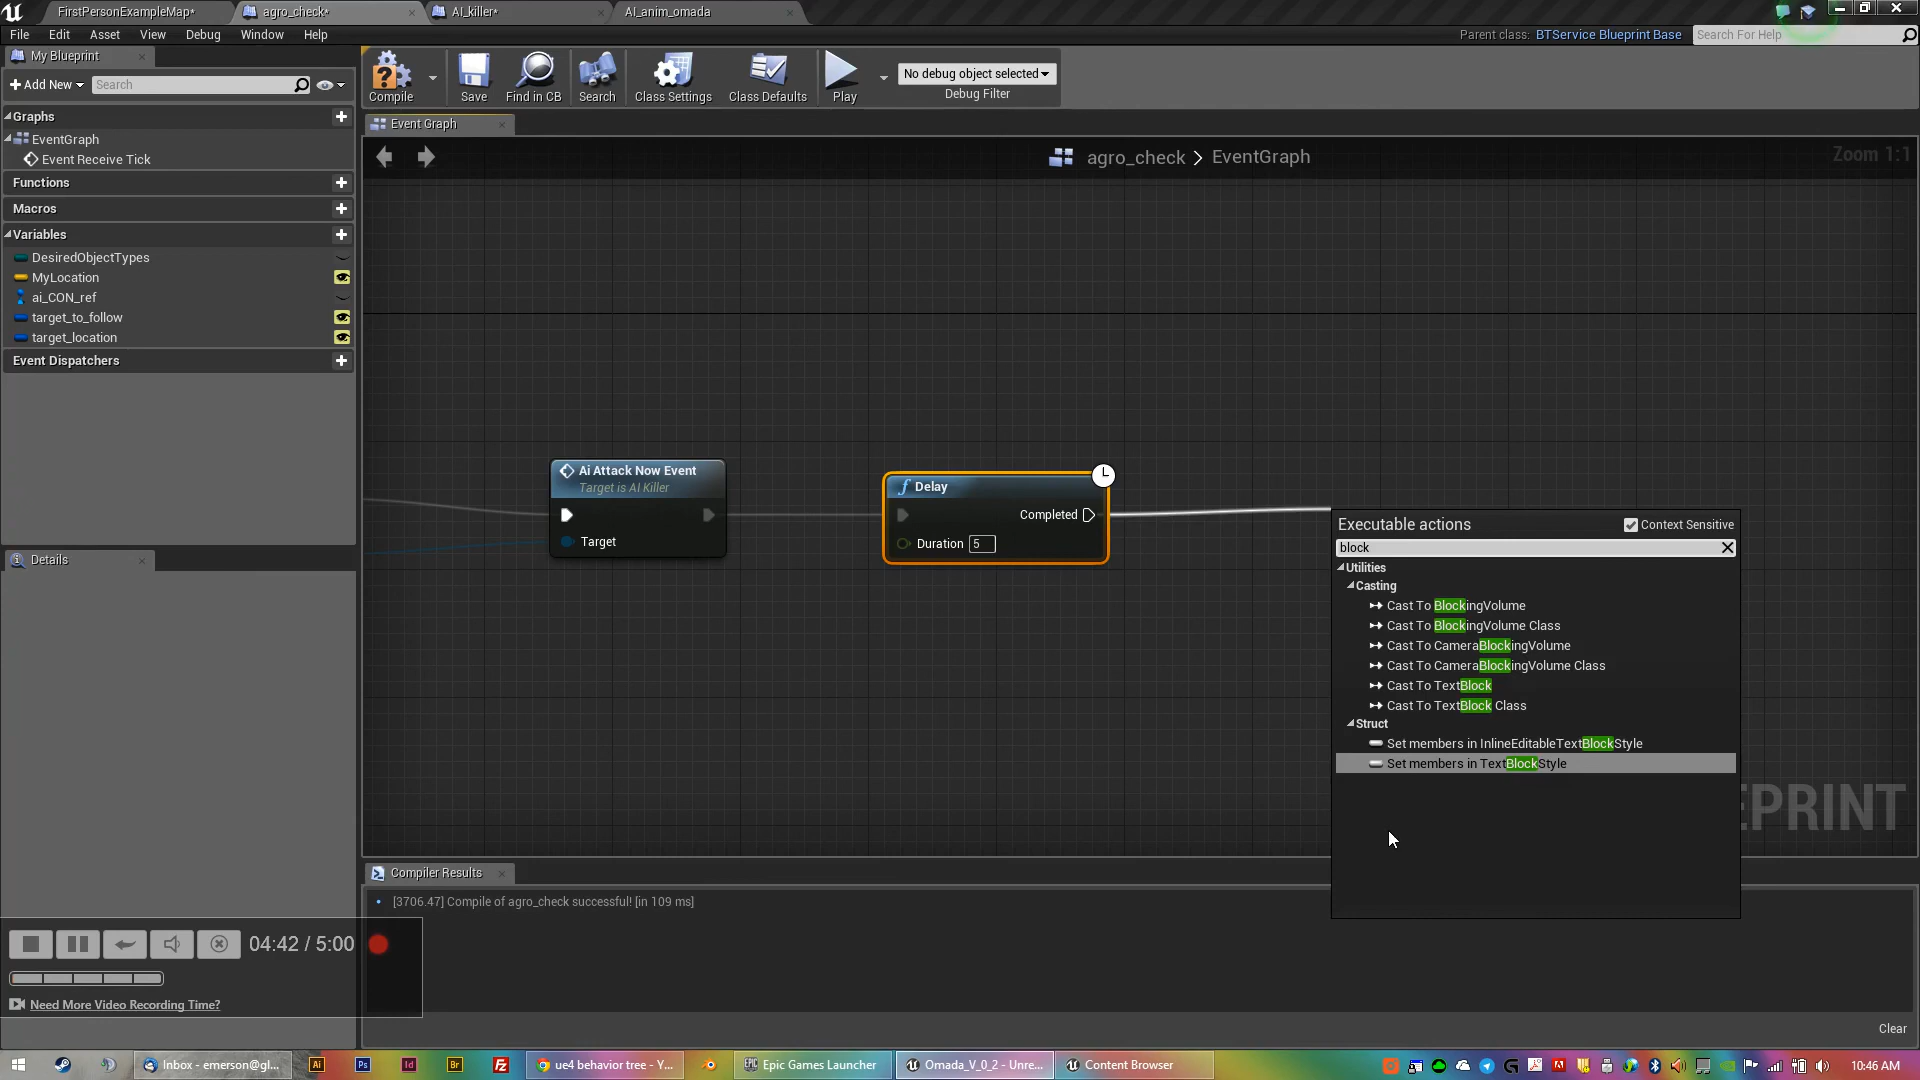 FirstPersonExampleMap*
agro_check*
AI_killer*
AI_anim_omada
File Edit Asset View Debug Window Help
Parent class: BTService Blueprint Base
Search For Help
My Blueprint
Add New
Search
Graphs
EventGraph
Event Receive Tick
Functions
Macros
Variables
DesiredObjectTypes
MyLocation
ai_CON_ref
target_to_follow
target_location
Event Dispatchers
Details
Compile
Save
Find in CB
Search
Class Settings
Class Defaults
Play
No debug object selected
Debug Filter
Event Graph
agro_check > EventGraph
Zoom 1:1
Ai Attack Now Event
Target is AI Killer
Target
Delay
Completed
Duration 5
Executable actions
Context Sensitive
block
Utilities
Casting
Cast To BlockingVolume
Cast To BlockingVolume Class
Cast To CameraBlockingVolume
Cast To CameraBlockingVolume Class
Cast To TextBlock
Cast To TextBlock Class
Struct
Set members in InlineEditableTextBlockStyle
Set members in TextBlockStyle
EPRINT
Compiler Results
[3706.47] Compile of agro_check successful! [in 109 ms]
Clear
04:42 / 5:00
Need More Video Recording Time?
Inbox - emerson@gl...
Ai
Ps
Id
Br
Fz
ue4 behavior tree - Y...
Epic Games Launcher
Omada_V_0_2 - Unre...
Content Browser
10:46 AM